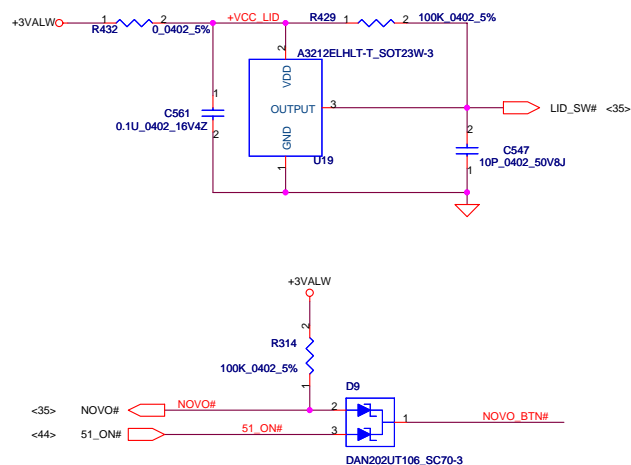 +3VALW 1 R432 2 0_0402_5% +VCC_LID R429 1 2 100K_0402_5%
A3212ELHLT-T_SOT23W-3
2
VDD
1
C561
0.1U_0402_16V4Z
2
OUTPUT 3 LID_SW# <35>
GND
1
U19
2
C547
10P_0402_50V8J
1
+3VALW
2
R314
100K_0402_5%
1
D9
<35> NOVO# NOVO# 2
1 NOVO_BTN#
<44> 51_ON# 51_ON# 3
DAN202UT106_SC70-3